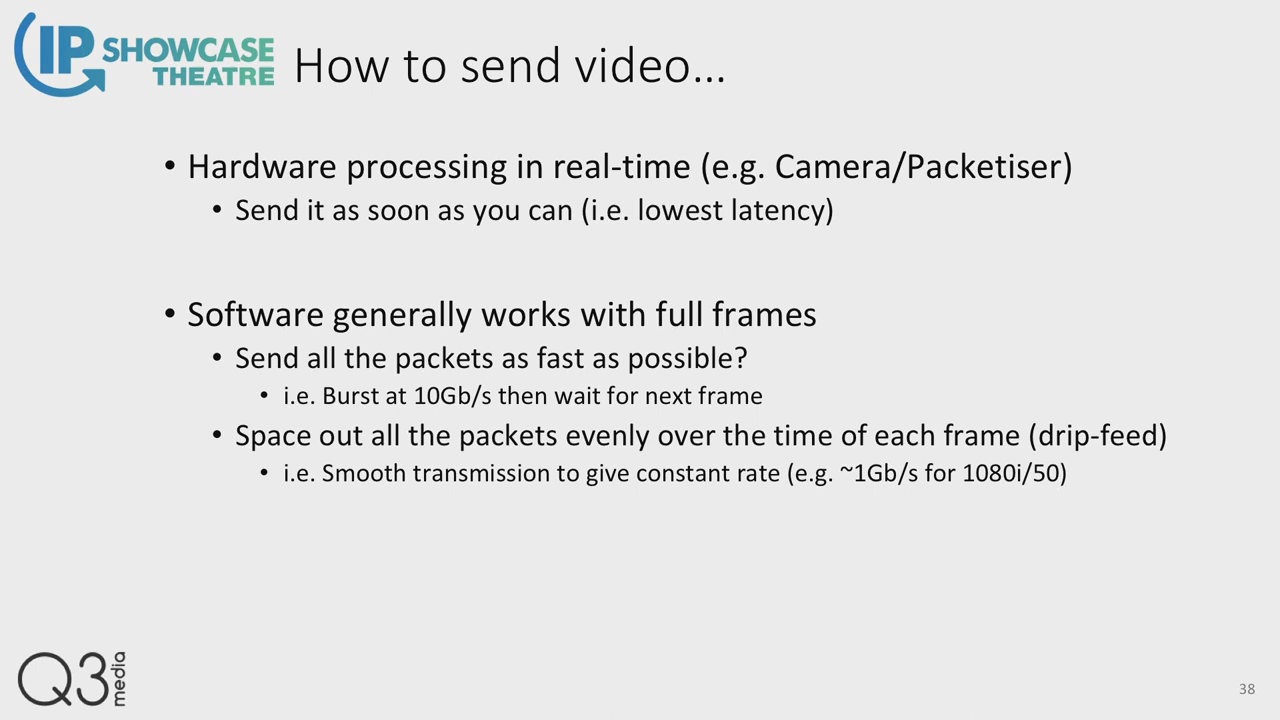 IP SHOWCASE
THEATRE
How to send video...
• Hardware processing in real-time (e.g. Camera/Packetiser)
• Send it as soon as you can (i.e. lowest latency)
• Software generally works with full frames
• Send all the packets as fast as possible?
• i.e. Burst at 10Gb/s then wait for next frame
• Space out all the packets evenly over the time of each frame (drip-feed)
• i.e. Smooth transmission to give constant rate (e.g. ~1Gb/s for 1080i/50)
Q3 media
38